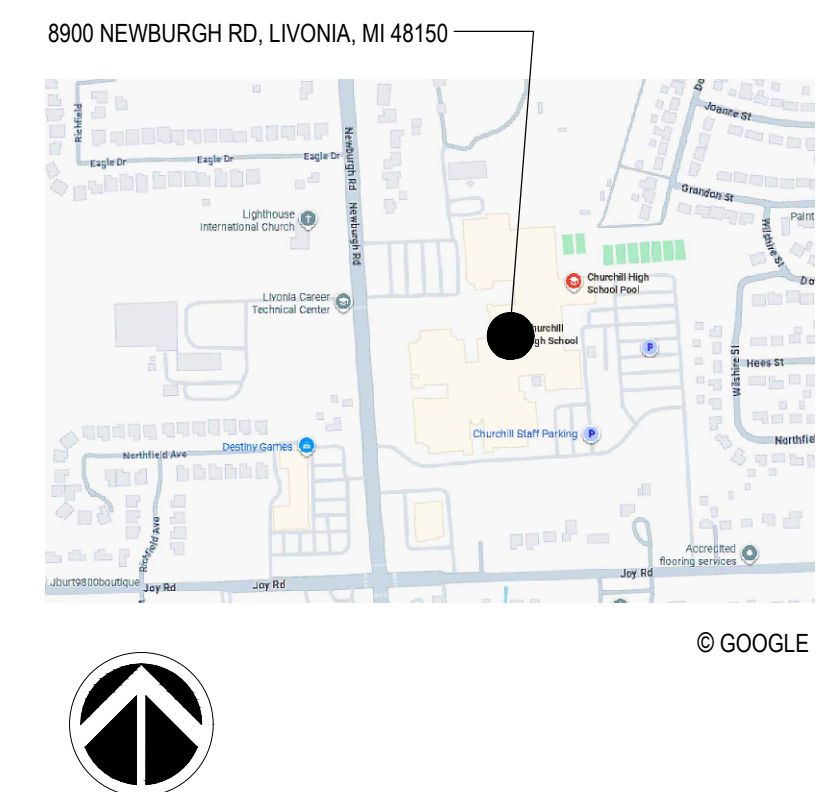 8900 NEWBURGH RD, LIVONIA, MI 48150
Richfield
Eagle Dr
Eagle Dr
Eagle Dr
Newburgh Rd
Newburgh Rd
Lighthouse
International Church
Livonia Career
Technical Center
Joanne St
Grandon St
Wilshire St
Churchill High
School Pool
hurchill
gh School
P
Wilshire St
Hees St
Destiny Games
Churchill Staff Parking
P
Northfield Ave
Richfield Ave
Accredited
flooring services
Jburt9800boutique
Joy Rd
Joy Rd
Joy Rd
© GOOGLE